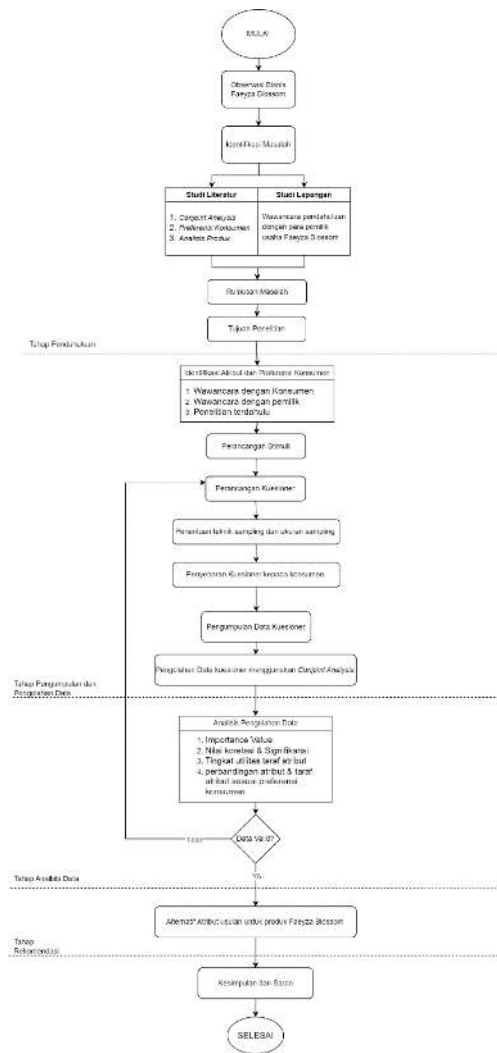 MULAI
Observasi Bisnis
Faeyza Blossom
Identifikasi Masalah
Studi Literatur
Studi Lapangan
1. Conjoint Analysis
2. Preferensi Konsumen
3. Analisis Produk
Wawancara pendahuluan
dengan para pemilik
usaha Faeyza Blossom
Rumusan Masalah
Tujuan Penelitian
Tahap Pendahuluan
Identifikasi Atribut dan Preferensi Konsumen
1. Wawancara dengan Konsumen
2. Wawancara dengan pemilik
3. Penelitian terdahulu
Perancangan Stimuli
Perancangan Kuesioner
Penentuan teknik sampling dan ukuran sampling
Penyebaran Kuesioner kepada konsumen
Pengumpulan Data Kuesioner
Pengolahan Data kuesioner menggunakan Conjoint Analysis
Tahap Pengumpulan dan
Pengolahan Data
Analisis Pengolahan Data
1. Importance Value
2. Nilai korelasi & Signifikansi
3. Tingkat utilitas taraf atribut
4. perbandingan atribut & taraf
atribut sesuai preferensi
konsumen
Data Valid?
Tidak
YA
Tahap Analisis Data
Alternatif Atribut usulan untuk produk Faeyza Blossom
Tahap
Rekomendasi
Kesimpulan dan Saran
SELESAI